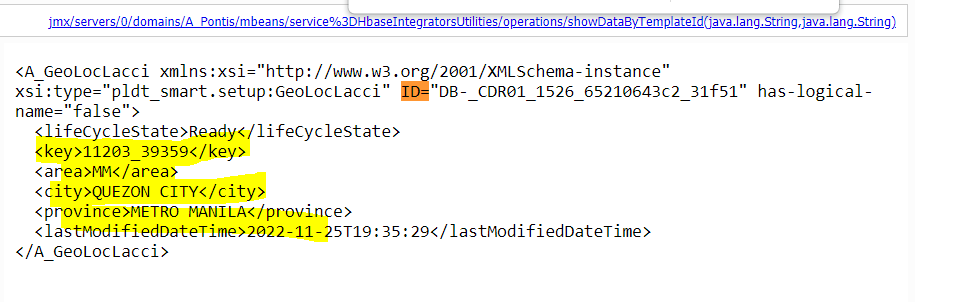 jmx/servers/0/domains/A_Pontis/mbeans/service%3DHbaseIntegratorsUtilities/operations/showDataByTemplateId(java.lang.String,java.lang.String)
<A_GeoLocLacci xmlns:xsi="http://www.w3.org/2001/XMLSchema-instance"
xsi:type="pldt_smart.setup:GeoLocLacci" ID="DB-_CDR01_1526_65210643c2_31f51" has-logical-
name="false">
<lifeCycleState>Ready</lifeCycleState>
<key>11203_39359</key>
<area>MM</area>
<city>QUEZON CITY</city>
<province>METRO MANILA</province>
<lastModifiedDateTime>2022-11-25T19:35:29</lastModifiedDateTime>
</A_GeoLocLacci>